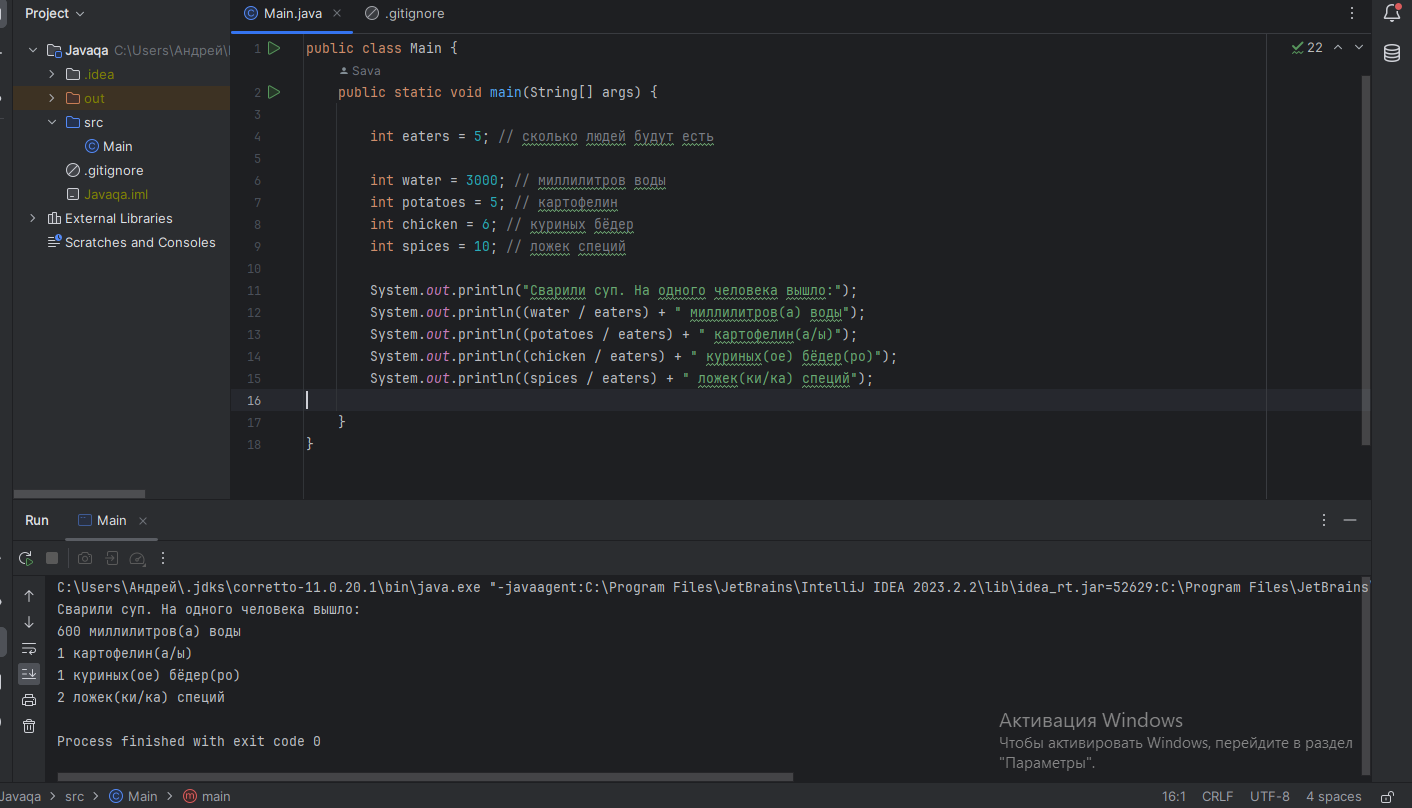 Project
Main.java
.gitignore
Javaqa C:\Users\Андрей\
.idea
out
src
Main
.gitignore
Javaqa.iml
External Libraries
Scratches and Consoles
22
1 public class Main {
Sava
2 public static void main(String[] args) {
3
4 int eaters = 5; // сколько людей будут есть
5
6 int water = 3000; // миллилитров воды
7 int potatoes = 5; // картофелин
8 int chicken = 6; // куриных бёдер
9 int spices = 10; // ложек специй
10
11 System.out.println("Сварили суп. На одного человека вышло:");
12 System.out.println((water / eaters) + " миллилитров(а) воды");
13 System.out.println((potatoes / eaters) + " картофелин(а/ы)");
14 System.out.println((chicken / eaters) + " куриных(ое) бёдер(ро)");
15 System.out.println((spices / eaters) + " ложек(ки/ка) специй");
16
17 }
18 }
Run Main
C:\Users\Андрей\.jdks\corretto-11.0.20.1\bin\java.exe "-javaagent:C:\Program Files\JetBrains\IntelliJ IDEA 2023.2.2\lib\idea_rt.jar=52629:C:\Program Files\JetBrains
Сварили суп. На одного человека вышло:
600 миллилитров(а) воды
1 картофелин(а/ы)
1 куриных(ое) бёдер(ро)
2 ложек(ки/ка) специй
Process finished with exit code 0
Активация Windows
Чтобы активировать Windows, перейдите в раздел
"Параметры".
Javaqa > src > Main > main
16:1 CRLF UTF-8 4 spaces